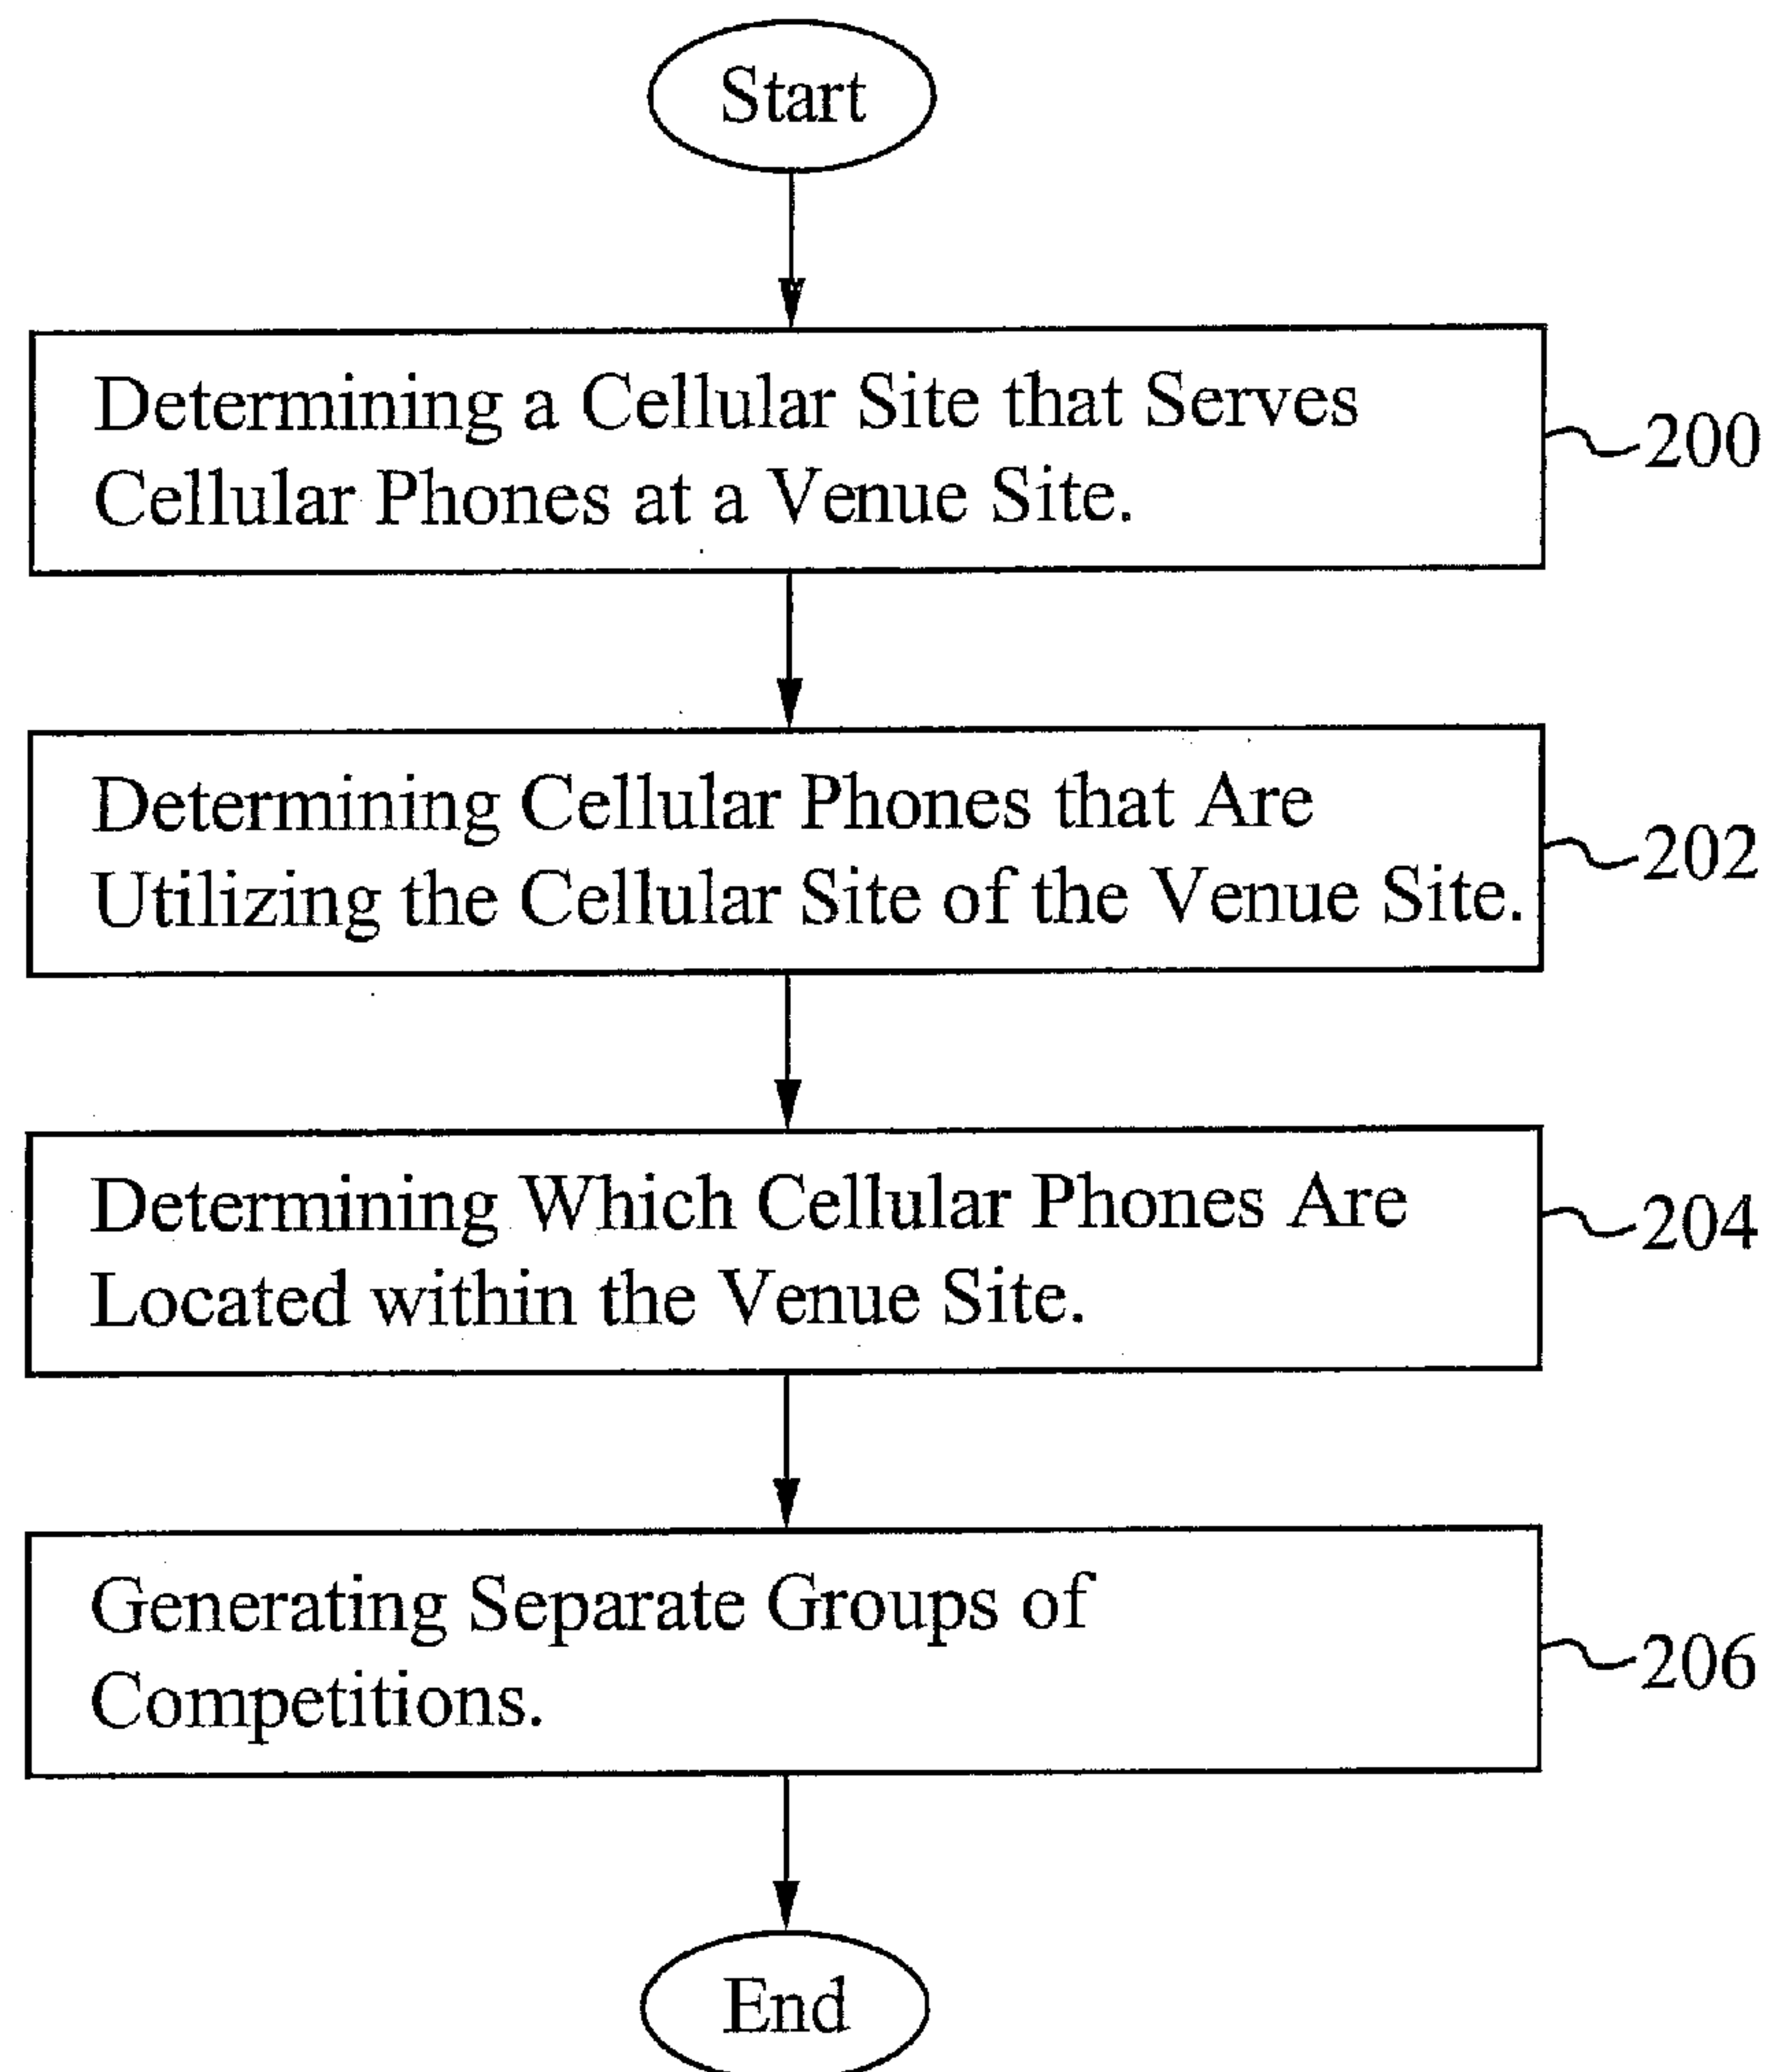 Start
Determining a Cellular Site that Serves
Cellular Phones at a Venue Site.
200
Determining Cellular Phones that Are
Utilizing the Cellular Site of the Venue Site.
202
Determining Which Cellular Phones Are
Located within the Venue Site.
204
Generating Separate Groups of
Competitions.
206
End